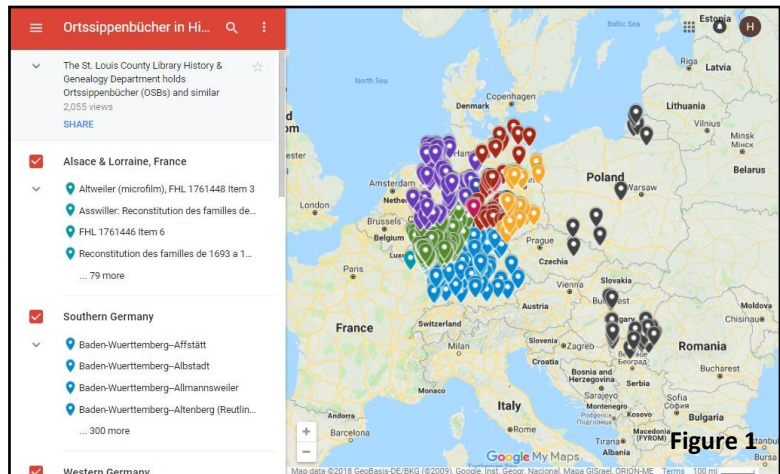 Ortssippenbücher in Hi...
The St. Louis County Library History &
Genealogy Department holds
Ortssippenbücher (OSBs) and similar
2,055 views
SHARE
Alsace & Lorraine, France
Altweiler (microfilm), FHL 1761448 Item 3
Asswiller: Reconstitution des familles de...
FHL 1761446 Item 6
Reconstitution des familles de 1693 a 1...
... 79 more
Southern Germany
Baden-Wuerttemberg--Affstätt
Baden-Wuerttemberg--Albstadt
Baden-Wuerttemberg--Allmannsweiler
Baden-Wuerttemberg--Altenberg (Reutlin...
... 300 more
Western Germany
Baltic Sea
Estonia
H
Riga
Latvia
North Sea
Copenhagen
Denmark
Lithuania
Vilnius
Minsk
Мінск
Belarus
Poland
Warsaw
Amsterdam
London
Brussels
Belgium
Prague
Czechia
Paris
Slovakia
Vienna
Moldova
Chisinau
Austria
France
Switzerland
Romania
Milan
Slovenia
Zagreb
Croatia
Београд
Bosnia and
Herzegovina
Serbia
Bucharest
Sarajevo
Monaco
Montenegro
Podgorica
Подгорица
Kosovo
Sofia
София
Bulgaria
Andorra
Barcelona
Italy
Rome
Macedonia
(FYROM)
Tirana
Albania
Figure 1
+
−
Google My Maps
Map data ©2018 GeoBasis-DE/BKG (©2009), Google, Inst. Geogr. Nacional, Mapa GISrael, ORION-ME Terms 100 mi